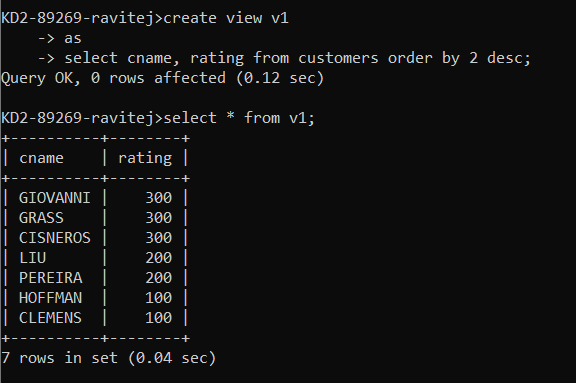 KD2-89269-ravitej>create view v1
    -> as
    -> select cname, rating from customers order by 2 desc;
Query OK, 0 rows affected (0.12 sec)

KD2-89269-ravitej>select * from v1;
+----------+--------+
| cname    | rating |
+----------+--------+
| GIOVANNI |    300 |
| GRASS    |    300 |
| CISNEROS |    300 |
| LIU      |    200 |
| PEREIRA  |    200 |
| HOFFMAN  |    100 |
| CLEMENS  |    100 |
+----------+--------+
7 rows in set (0.04 sec)